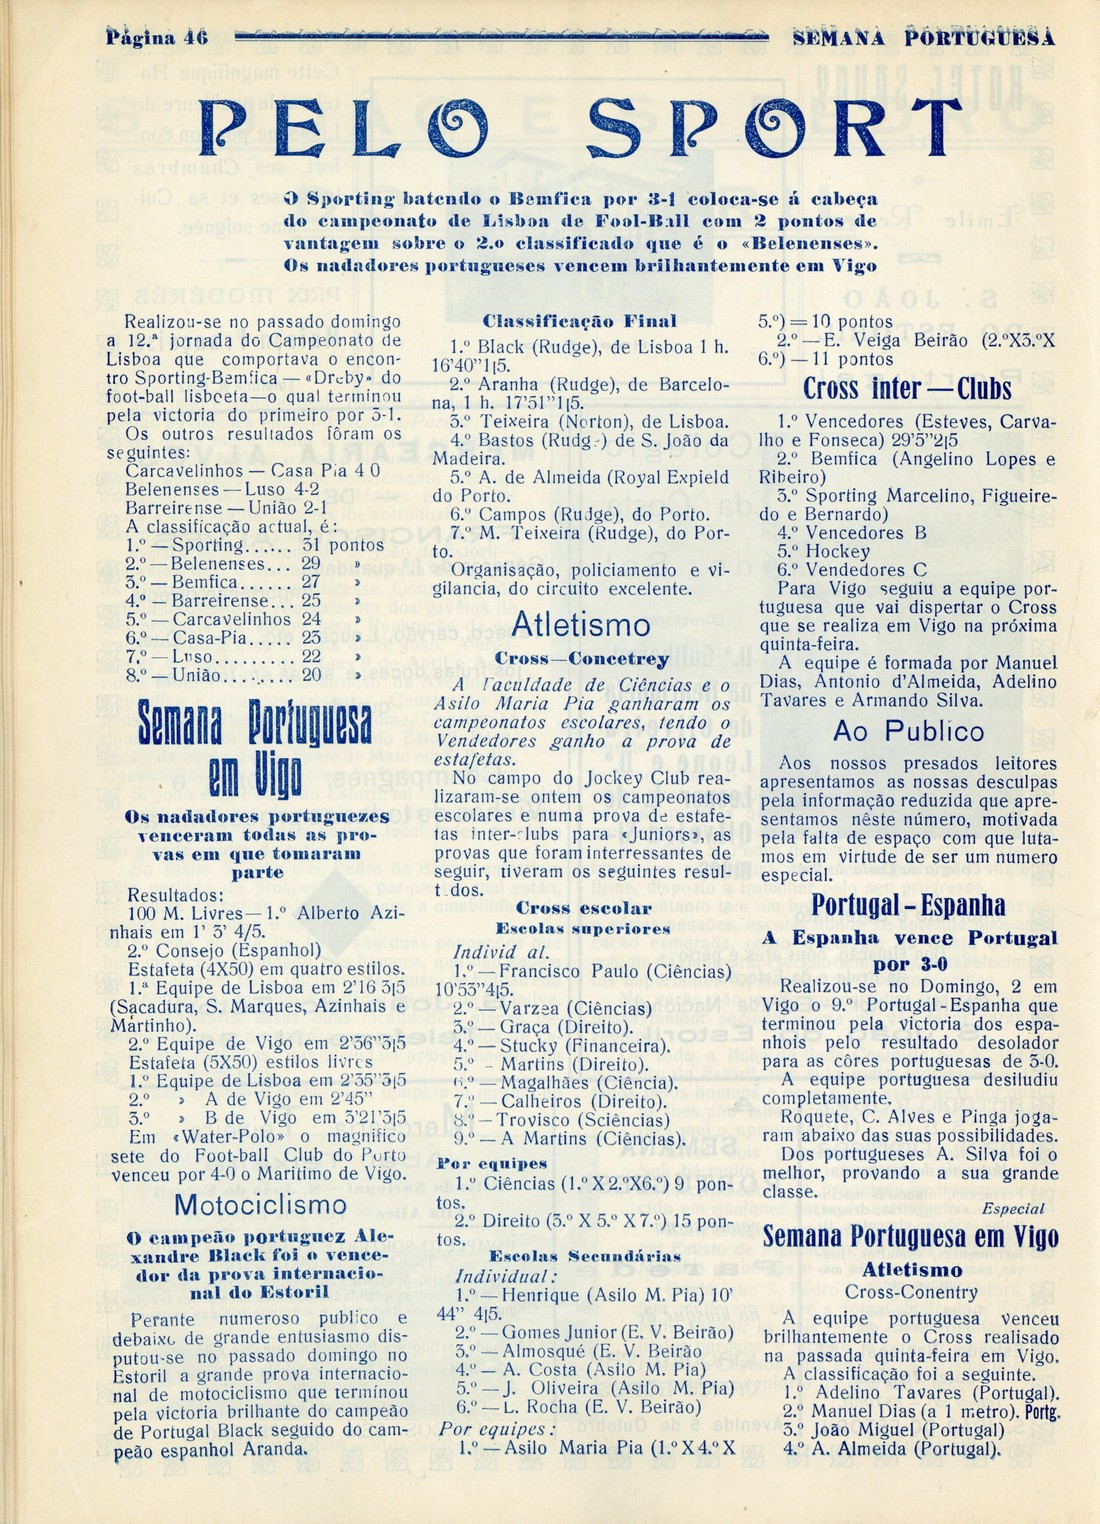 Página 46
SEMANA PORTUGUESA
PELO SPORT
O Sporting batendo o Bemfica por 3-1 coloca-se á cabeça
do campeonato de Lisboa de Fool-Ball com 2 pontos de
vantagem sobre o 2.o classificado que é o «Belenenses».
Os nadadores portugueses vencem brilhantemente em Vigo
Realizou-se no passado domingo
a 12.ª jornada do Campeonato de
Lisboa que comportava o encon-
tro Sporting-Bemfica — «Dreby» do
foot-ball lisboeta—o qual terminou
pela victoria do primeiro por 3-1.
Os outros resultados fôram os
seguintes:
Carcavelinhos — Casa Pia 4 0
Belenenses — Luso 4-2
Barreirense — União 2-1
A classificação actual, é:
1.º — Sporting...... 31 pontos
2.º — Belenenses... 29 »
3.º — Bemfica...... 27 »
4.º — Barreirense... 25 »
5.º — Carcavelinhos 24 »
6.º — Casa-Pia..... 23 »
7.º — Luso......... 22 »
8.º — União........ 20 »
Semana Portuguesa
em Vigo
Os nadadores portuguezes
venceram todas as pro-
vas em que tomaram
parte
Resultados:
100 M. Livres— 1.º Alberto Azi-
nhais em 1' 3' 4/5.
2.º Consejo (Espanhol)
Estafeta (4X50) em quatro estilos.
1.ª Equipe de Lisboa em 2'16 3|5
(Sacadura, S. Marques, Azinhais e
Martinho).
2.º Equipe de Vigo em 2'36"3|5
Estafeta (5X50) estilos livres
1.º Equipe de Lisboa em 2'35"3|5
2.º » A de Vigo em 2'45"
3.º » B de Vigo em 3'21'3|5
Em «Water-Polo» o magnifico
sete do Foot-ball Club do Porto
venceu por 4-0 o Maritimo de Vigo.
Motociclismo
O campeão portuguez Ale-
xandre Black foi o vence-
dor da prova internacio-
nal do Estoril
Perante numeroso publico e
debaixo de grande entusiasmo dis-
putou-se no passado domingo no
Estoril a grande prova internacio-
nal de motociclismo que termínou
pela victoria brilhante do campeão
de Portugal Black seguido do cam-
peão espanhol Aranda.
Classificação Final
1.º Black (Rudge), de Lisboa 1 h.
16'40"1|5.
2.º Aranha (Rudge), de Barcelo-
na, 1 h. 17'51"1|5.
3.º Teixeira (Norton), de Lisboa.
4.º Bastos (Rudg.) de S. João da
Madeira.
5.º A. de Almeida (Royal Expield
do Porto.
6.º Campos (Rudge), do Porto.
7.º M. Teixeira (Rudge), do Por-
to.
Organisação, policiamento e vi-
gilancia, do circuito excelente.
Atletismo
Cross—Concetrey
A Faculdade de Ciências e o
Asilo Maria Pia ganharam os
campeonatos escolares, tendo o
Vendedores ganho a prova de
estafetas.
No campo do Jockey Club rea-
lizaram-se ontem os campeonatos
escolares e numa prova de estafe-
tas inter-clubs para «Juniors», as
provas que foram interressantes de
seguir, tiveram os seguintes resul-
t.dos.
Cross escolar
Escolas superiores
Individ al.
1.º — Francisco Paulo (Ciências)
10'53"4|5.
2.º — Varzea (Ciências)
3.º — Graça (Direito).
4.º — Stucky (Financeira).
5.º - Martins (Direito).
6.º — Magalhães (Ciência).
7.º — Calheiros (Direito).
8.º — Trovisco (Sciências)
9.º — A Martins (Ciências).
Por equipes
1.º Ciências (1.º X 2.ºX6.º) 9 pon-
tos.
2.º Direito (3.º X 5.º X 7.º) 15 pon-
tos.
Escolas Secundárias
Individual:
1.º — Henrique (Asilo M. Pia) 10'
44" 4|5.
2.º — Gomes Junior (E. V. Beirão)
3.º — Almosqué (E. V. Beirão
4.º — A. Costa (Asilo M. Pia)
5.º — J. Oliveira (Asilo M. Pia)
6.º — L. Rocha (E. V. Beirão)
Por equipes:
1.º — Asilo Maria Pia (1.º X 4.º X
5.º) = 10 pontos
2.º — E. Veiga Beirão (2.ºX3.ºX
6.º) — 11 pontos
Cross inter — Clubs
1.º Vencedores (Esteves, Carva-
lho e Fonseca) 29'5"2|5
2.º Bemfica (Angelino Lopes e
Ribeiro)
3.º Sporting Marcelino, Figueire-
do e Bernardo)
4.º Vencedores B
5.º Hockey
6.º Vendedores C
Para Vigo seguiu a equipe por-
tuguesa que vai dispertar o Cross
que se realiza em Vigo na próxima
quinta-feira.
A equipe é formada por Manuel
Dias, Antonio d'Almeida, Adelino
Tavares e Armando Silva.
Ao Publico
Aos nossos presados leitores
apresentamos as nossas desculpas
pela informação reduzida que apre-
sentamos nêste número, motivada
pela falta de espaço com que luta-
mos em virtude de ser um numero
especial.
Portugal - Espanha
A Espanha vence Portugal
por 3-0
Realizou-se no Domingo, 2 em
Vigo o 9.º Portugal-Espanha que
terminou pela victoria dos espa-
nhois pelo resultado desolador
para as côres portuguesas de 3-0.
A equipe portuguesa desiludiu
completamente.
Roquete, C. Alves e Pinga joga-
ram abaixo das suas possibilidades.
Dos portugueses A. Silva foi o
melhor, provando a sua grande
classe.
Especial
Semana Portuguesa em Vigo
Atletismo
Cross-Conentry
A equipe portuguesa venceu
brilhantemente o Cross realisado
na passada quinta-feira em Vigo.
A classificação foi a seguinte.
1.º Adelino Tavares (Portugal).
2.º Manuel Dias (a 1 metro). Portg.
3.º João Miguel (Portugal)
4.º A. Almeida (Portugal).